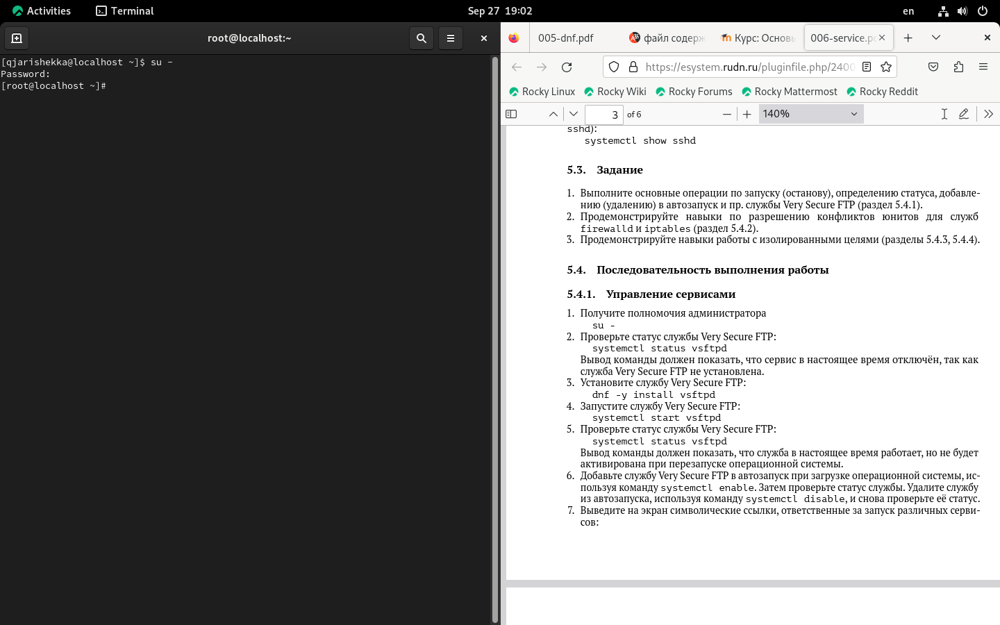 Activities
Terminal
Sep 27 19:02
en
root@localhost:~
[qjarishekka@localhost ~]$ su -
Password:
[root@localhost ~]#
005-dnf.pdf
файл содерж
Курс: Основы
006-service.pd
https://esystem.rudn.ru/pluginfile.php/2400
Rocky Linux
Rocky Wiki
Rocky Forums
Rocky Mattermost
Rocky Reddit
3 of 6
140%
sshd):
systemctl show sshd
5.3. Задание
1. Выполните основные операции по запуску (останову), определению статуса, добавле-
нию (удалению) в автозапуск и пр. службы Very Secure FTP (раздел 5.4.1).
2. Продемонстрируйте навыки по разрешению конфликтов юнитов для служб
firewalld и iptables (раздел 5.4.2).
3. Продемонстрируйте навыки работы с изолированными целями (разделы 5.4.3, 5.4.4).
5.4. Последовательность выполнения работы
5.4.1. Управление сервисами
1. Получите полномочия администратора
su -
2. Проверьте статус службы Very Secure FTP:
systemctl status vsftpd
Вывод команды должен показать, что сервис в настоящее время отключён, так как
служба Very Secure FTP не установлена.
3. Установите службу Very Secure FTP:
dnf -y install vsftpd
4. Запустите службу Very Secure FTP:
systemctl start vsftpd
5. Проверьте статус службы Very Secure FTP:
systemctl status vsftpd
Вывод команды должен показать, что служба в настоящее время работает, но не будет
активирована при перезапуске операционной системы.
6. Добавьте службу Very Secure FTP в автозапуск при загрузке операционной системы, ис-
пользуя команду systemctl enable. Затем проверьте статус службы. Удалите службу
из автозапуска, используя команду systemctl disable, и снова проверьте её статус.
7. Выведите на экран символические ссылки, ответственные за запуск различных серви-
сов: